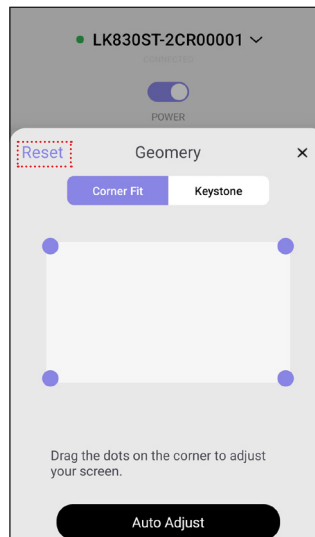 LK830ST-2CR00001
CONNECTED
POWER
Reset
Geomery
Corner Fit
Keystone
Drag the dots on the corner to adjust
your screen.
Auto Adjust